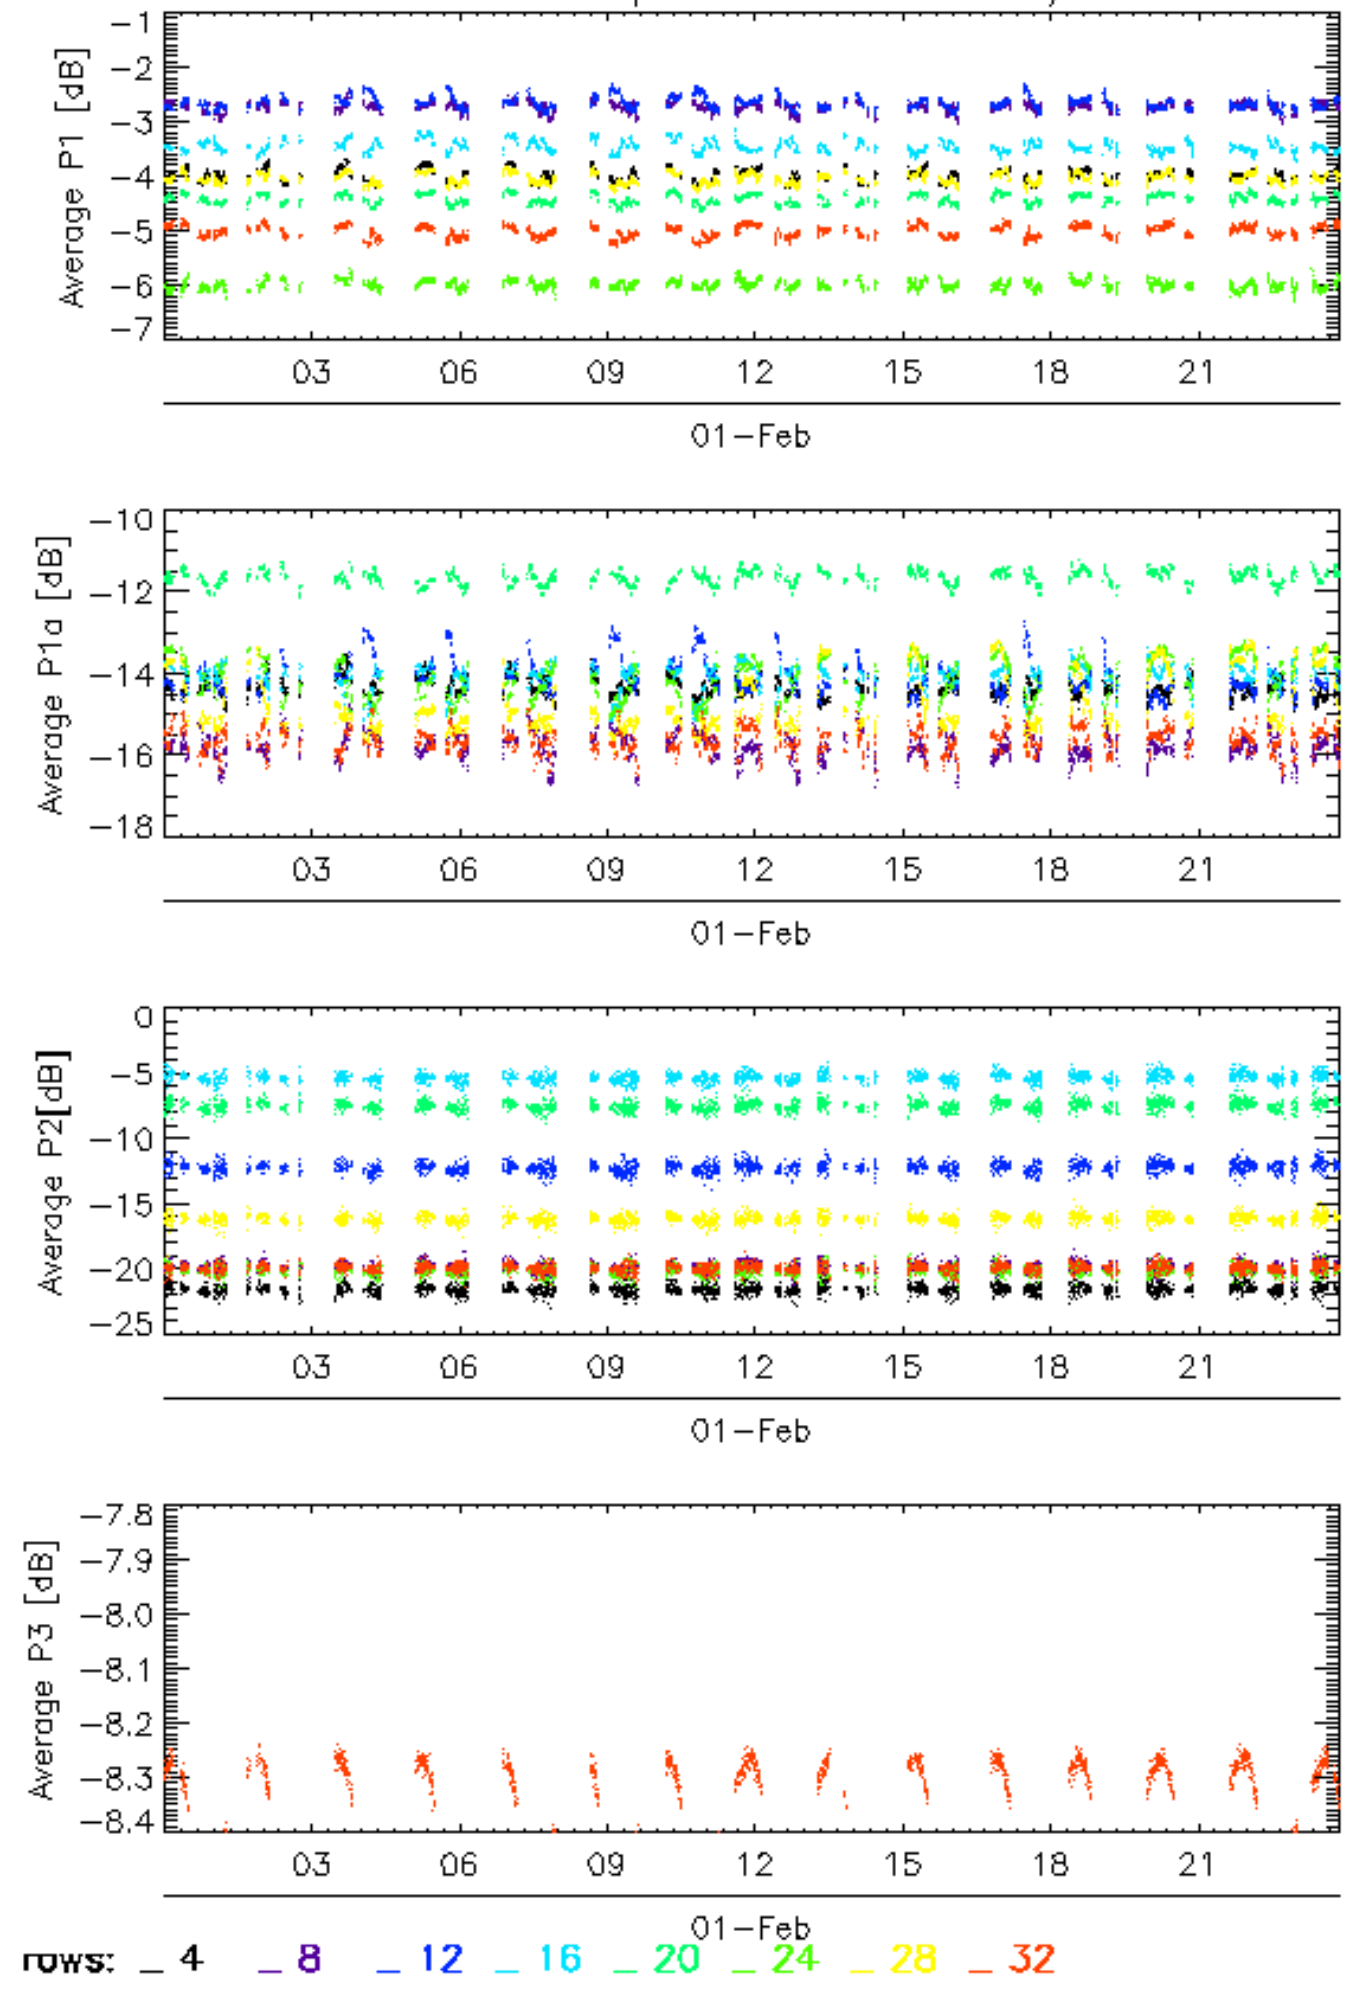 Average P1 [dB]
-1
-2
-3
-4
-5
-6
-7
03 06 09 12 15 18 21
01-Feb
Average P1a [dB]
-10
-12
-14
-16
-18
03 06 09 12 15 18 21
01-Feb
Average P2[dB]
0
-5
-10
-15
-20
-25
03 06 09 12 15 18 21
01-Feb
Average P3 [dB]
-7.8
-7.9
-8.0
-8.1
-8.2
-8.3
-8.4
03 06 09 12 15 18 21
01-Feb
rows: _ 4 _ 8 _ 12 _ 16 _ 20 _ 24 _ 28 _ 32